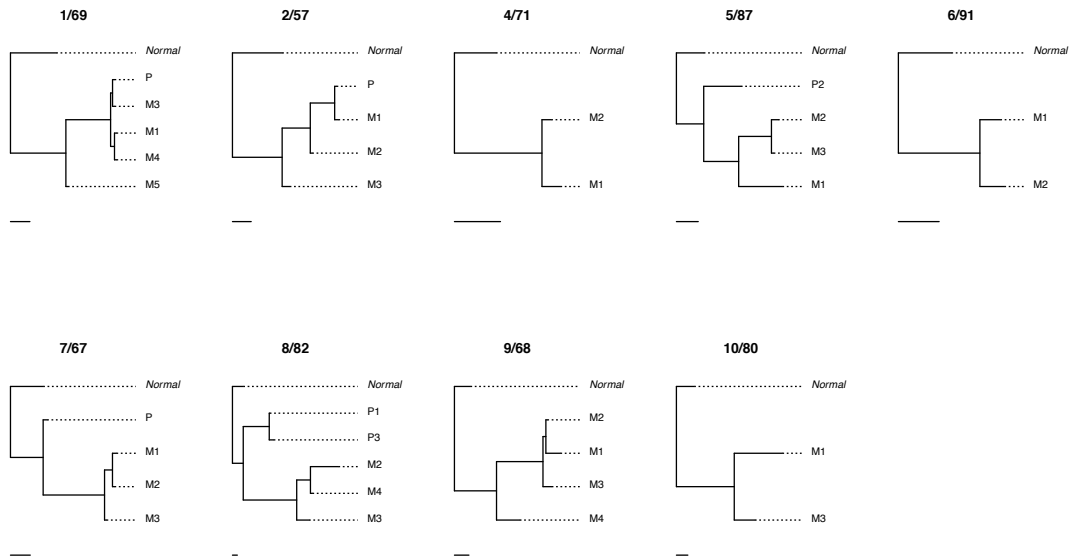 1/69
Normal
P
M3
M1
M4
M5
2/57
Normal
P
M1
M2
M3
4/71
Normal
M2
M1
5/87
Normal
P2
M2
M3
M1
6/91
Normal
M1
M2
7/67
Normal
P
M1
M2
M3
8/82
Normal
P1
P3
M2
M4
M3
9/68
Normal
M2
M1
M3
M4
10/80
Normal
M1
M3